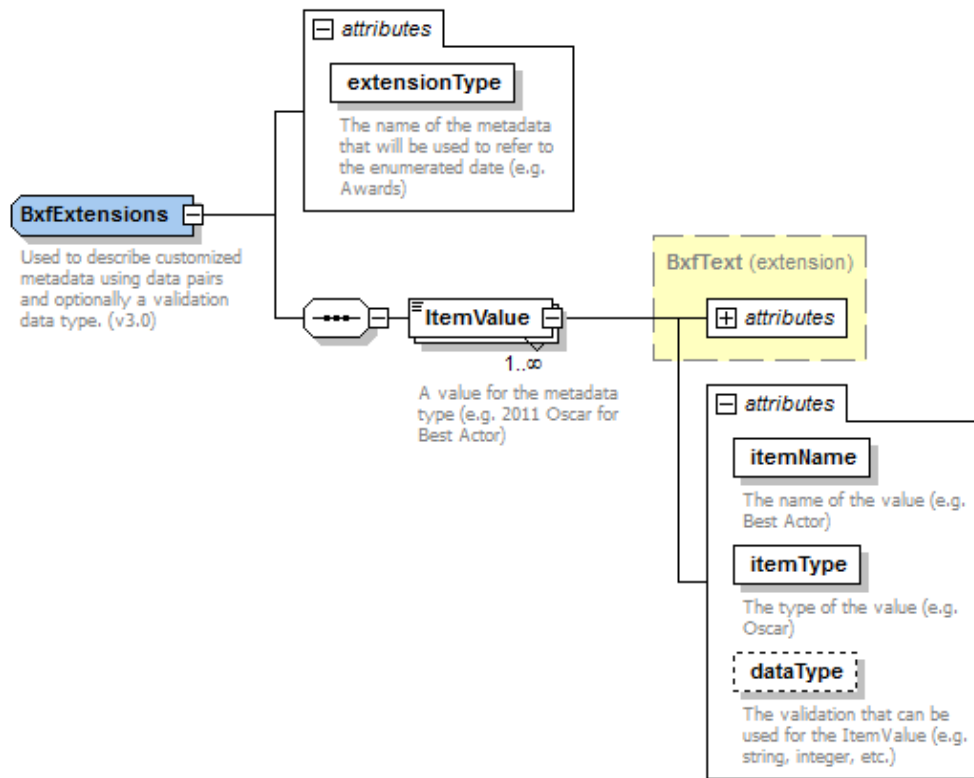 attributes
extensionType
The name of the metadata
that will be used to refer to
the enumerated date (e.g.
Awards)
BxfExtensions
Used to describe customized
metadata using data pairs
and optionally a validation
data type. (v3.0)
BxfText (extension)
attributes
ItemValue
1..∞
A value for the metadata
type (e.g. 2011 Oscar for
Best Actor)
attributes
itemName
The name of the value (e.g.
Best Actor)
itemType
The type of the value (e.g.
Oscar)
dataType
The validation that can be
used for the ItemValue (e.g.
string, integer, etc.)